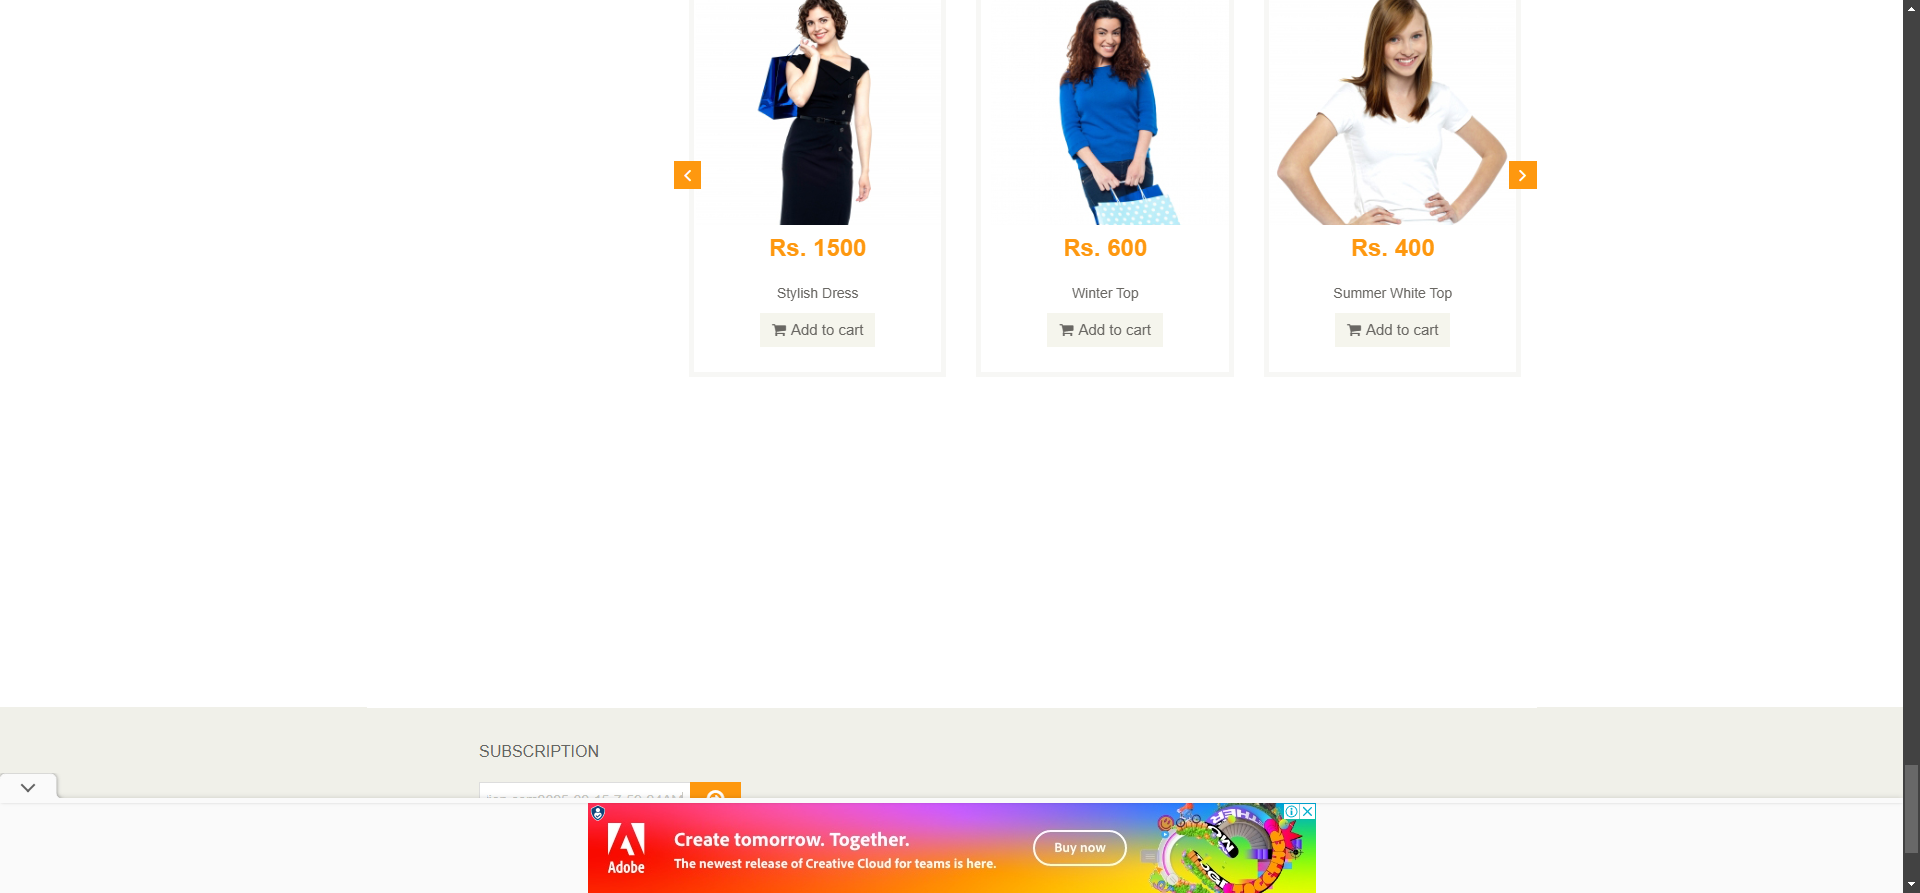 Rs. 1500
Rs. 600
Rs. 400
Stylish Dress
Winter Top
Summer White Top
Add to cart
Add to cart
Add to cart
SUBSCRIPTION
Adobe
Create tomorrow. Together.
The newest release of Creative Cloud for teams is here.
Buy now